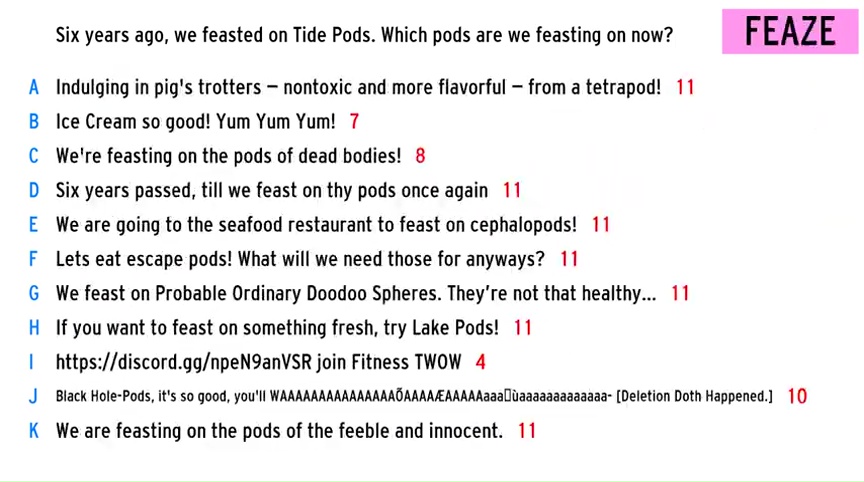 Six years ago, we feasted on Tide Pods. Which pods are we feasting on now?
FEAZE
A Indulging in pig's trotters – nontoxic and more flavorful – from a tetrapod! 11
B Ice Cream so good! Yum Yum Yum! 7
C We're feasting on the pods of dead bodies! 8
D Six years passed, till we feast on thy pods once again 11
E We are going to the seafood restaurant to feast on cephalopods! 11
F Lets eat escape pods! What will we need those for anyways? 11
G We feast on Probable Ordinary Doodoo Spheres. They're not that healthy... 11
H If you want to feast on something fresh, try Lake Pods! 11
I https://discord.gg/npeN9anVSR join Fitness TWOW 4
J Black Hole-Pods, it's so good, you'll WAAAAAAAAAAAAAAAÕAAAAÆAAAAAaaa▯ùaaaaaaaaaaaaa- [Deletion Doth Happened.] 10
K We are feasting on the pods of the feeble and innocent. 11